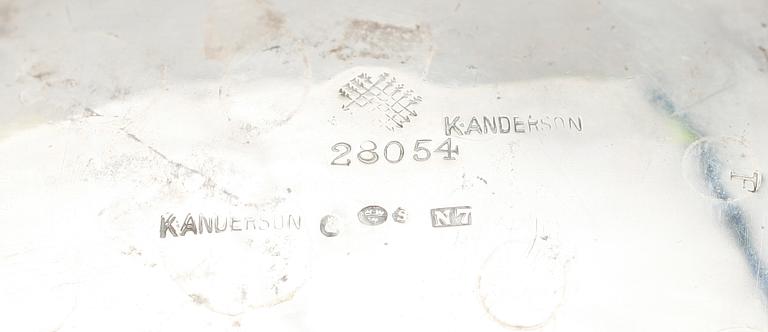 K·ANDERSON
28054
K·ANDERSON C S N7
T